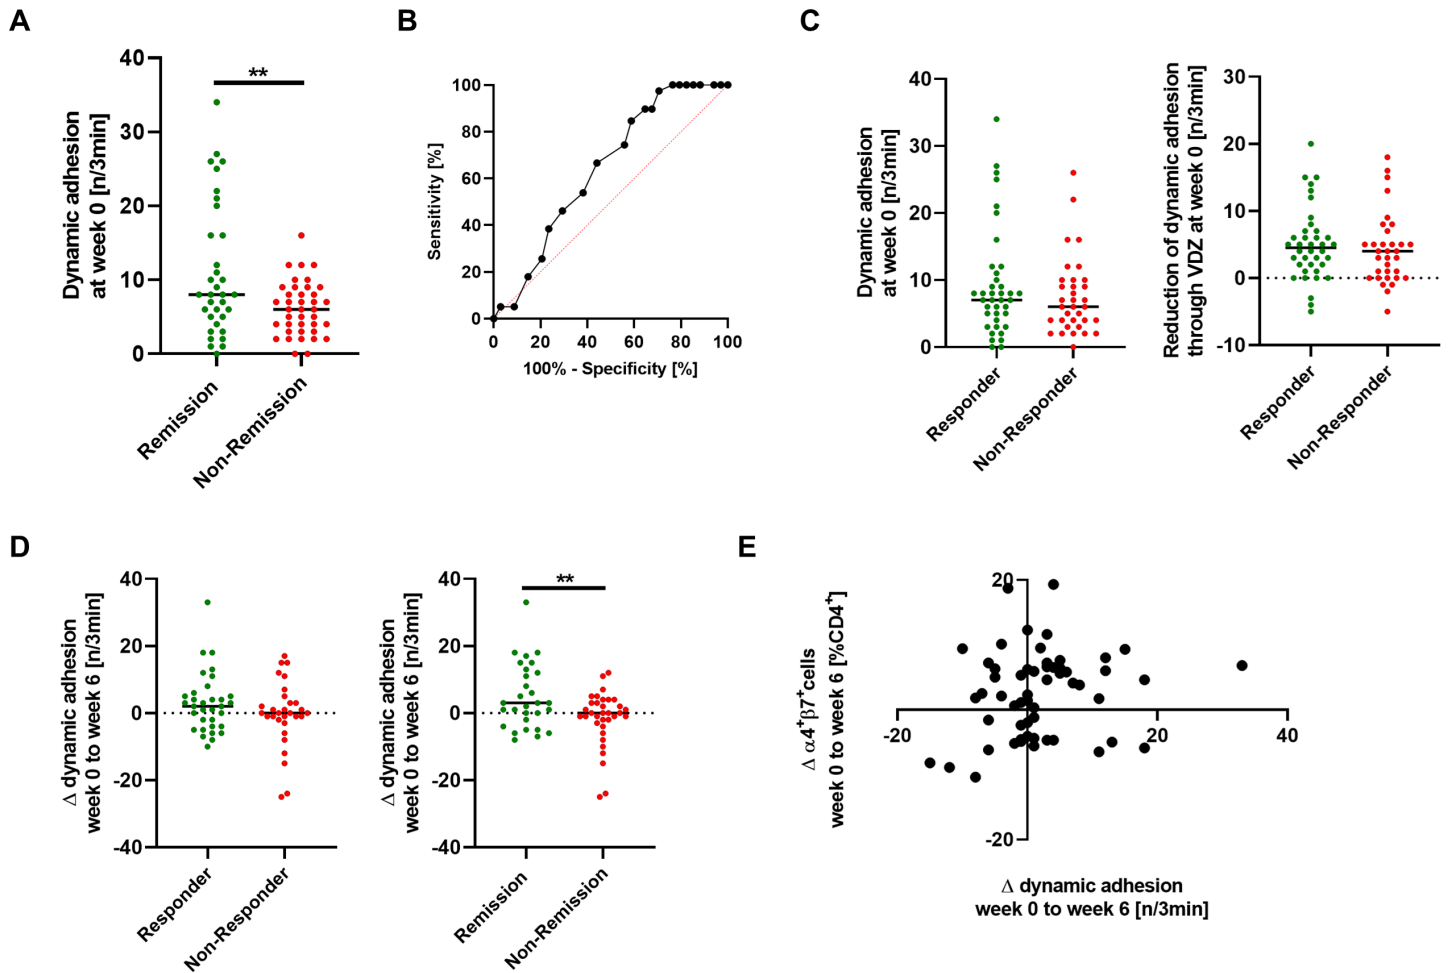 A
Dynamic adhesion
at week 0 [n/3min]
40
30
20
10
0
**
Remission
Non-Remission
B
Sensitivity [%]
100
80
60
40
20
0
0 20 40 60 80 100
100% - Specificity [%]
C
Dynamic adhesion
at week 0 [n/3min]
40
30
20
10
0
Responder
Non-Responder
Reduction of dynamic adhesion
through VDZ at week 0 [n/3min]
30
20
10
0
-10
Responder
Non-Responder
D
Δ dynamic adhesion
week 0 to week 6 [n/3min]
40
20
0
-20
-40
Responder
Non-Responder
Δ dynamic adhesion
week 0 to week 6 [n/3min]
40
20
0
-20
-40
**
Remission
Non-Remission
E
Δ α4⁺β7⁺cells
week 0 to week 6 [%CD4⁺]
20
-20
-20 20 40
Δ dynamic adhesion
week 0 to week 6 [n/3min]